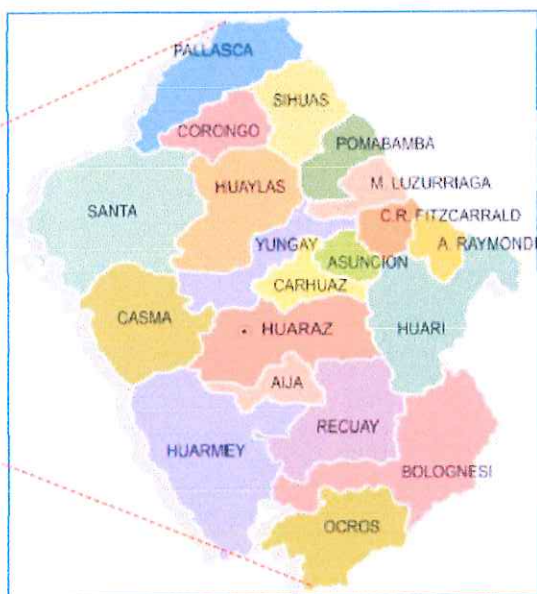 PALLASCA
SIHUAS
CORONGO
POMABAMBA
HUAYLAS
M. LUZURRIAGA
SANTA
C.R. FITZCARRALD
YUNGAY
A. RAYMONDI
ASUNCION
CARHUAZ
CASMA
HUARAZ
HUARI
AIJA
RECUAY
HUARMEY
BOLOGNESI
OCROS